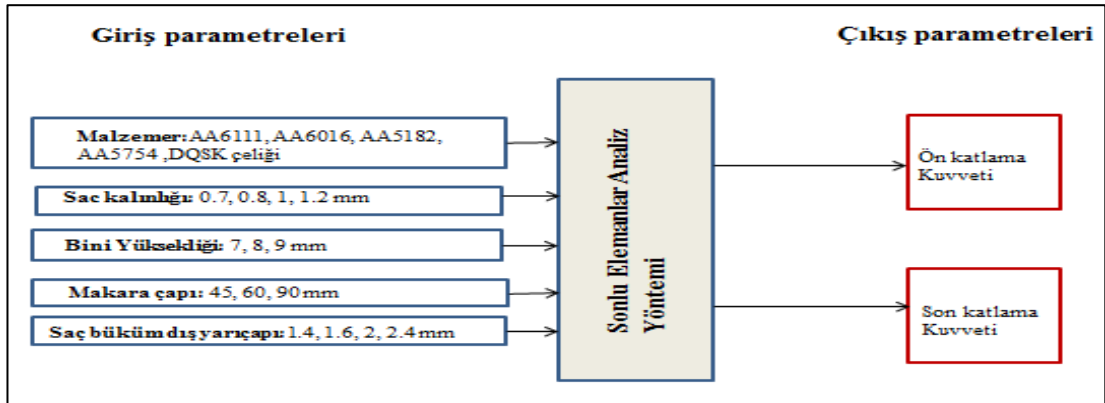 Giriş parametreleri
Çıkış parametreleri
Malzemer: AA6111, AA6016, AA5182,
AA5754 ,DQSK çeliği
Sac kalınlığı: 0.7, 0.8, 1, 1.2 mm
Bini Yüksekliği: 7, 8, 9 mm
Makara çapı: 45, 60, 90 mm
Saç büküm dış yarıçapı: 1.4, 1.6, 2, 2.4 mm
Sonlu Elemanlar Analiz
Yöntemi
Ön katlama
Kuvveti
Son katlama
Kuvveti